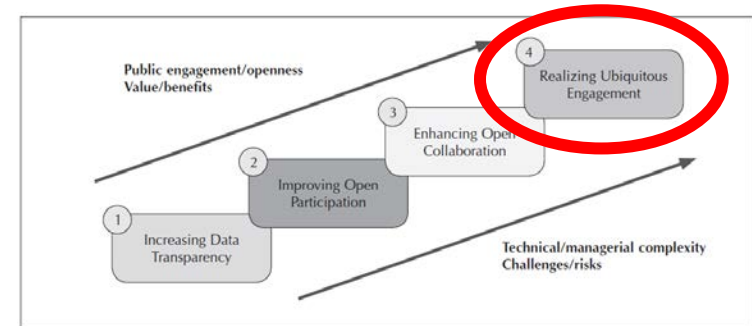 Public engagement/openness
Value/benefits
4
Realizing Ubiquitous
Engagement
3
Enhancing Open
Collaboration
2
Improving Open
Participation
1
Increasing Data
Transparency
Technical/managerial complexity
Challenges/risks